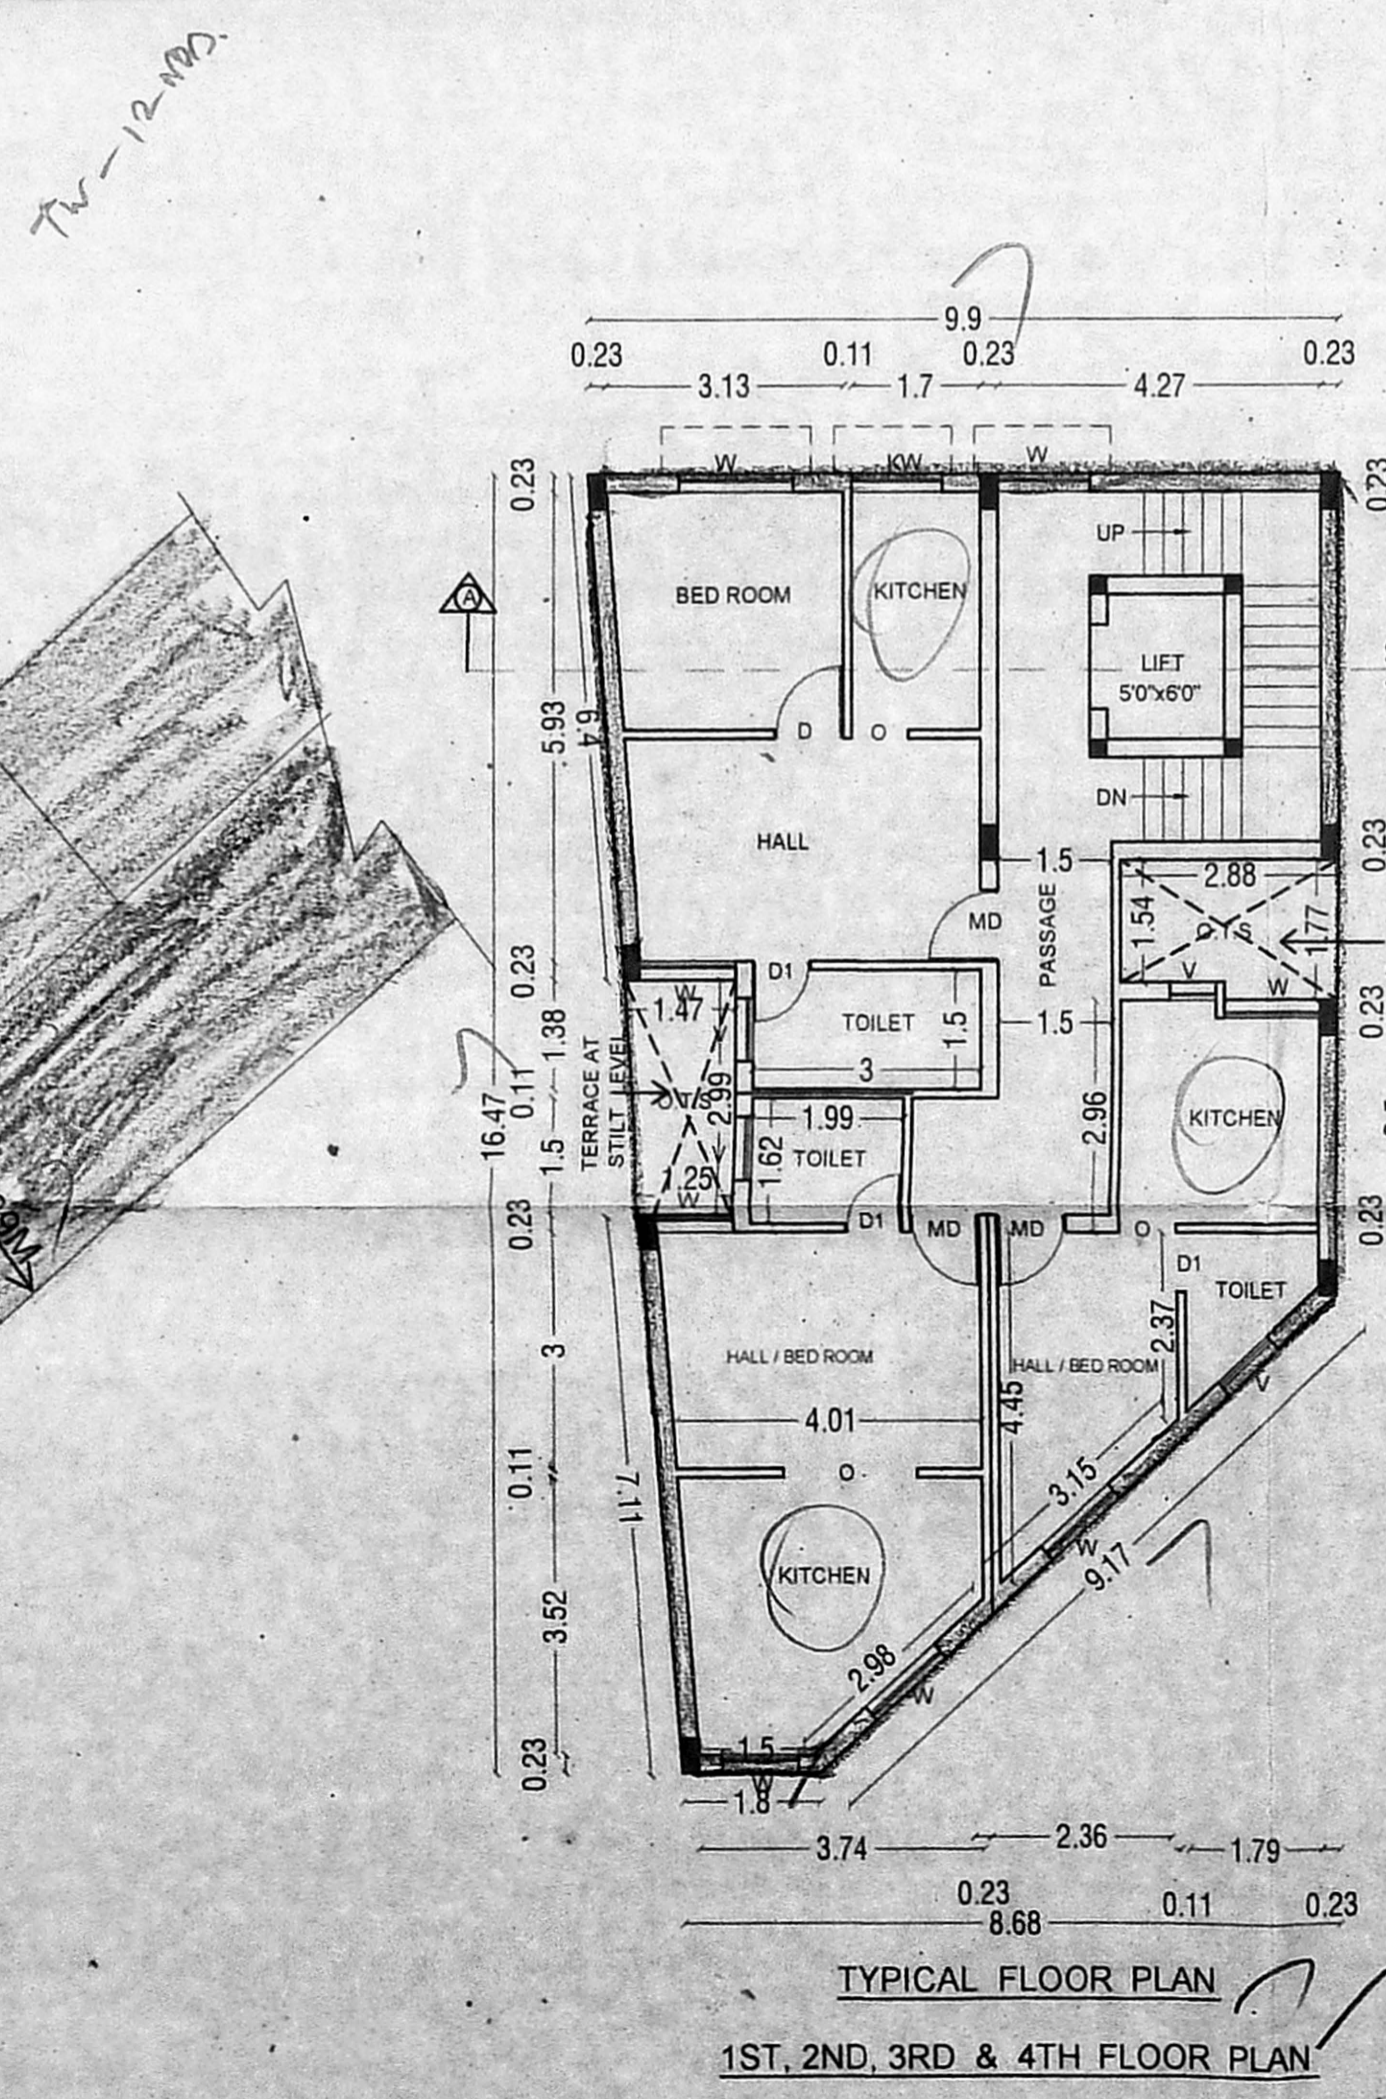 TW - 12 NOS.
9.9
0.23 0.11 0.23 0.23
3.13 1.7 4.27
W KW W
0.23 0.23
UP
A
BED ROOM KITCHEN
LIFT
5'0"x6'0"
5.93 6.4
D O
DN
HALL
0.23
1.5
2.88
MD
PASSAGE
1.54 O.T.S 1.77
D1
0.23
V W
W
1.47
TOILET 1.5
1.5
0.23
3
1.38
TERRACE AT
STILT LEVEL
O.T.S 2.99
0.11
16.47
1.99
2.96
KITCHEN
1.5
1.62 TOILET
1.25
W
0.23
D1 MD MD O
0.23
D1
TOILET
2.37
3
HALL / BED ROOM HALL / BED ROOM
4.45
4.01
V
0.11
O
3.15
7.11
W
9.17
KITCHEN
3.52
2.98
W
0.23
1.5
W
1.8
3.74 2.36 1.79
0.23 0.11 0.23
8.68
TYPICAL FLOOR PLAN
1ST, 2ND, 3RD & 4TH FLOOR PLAN